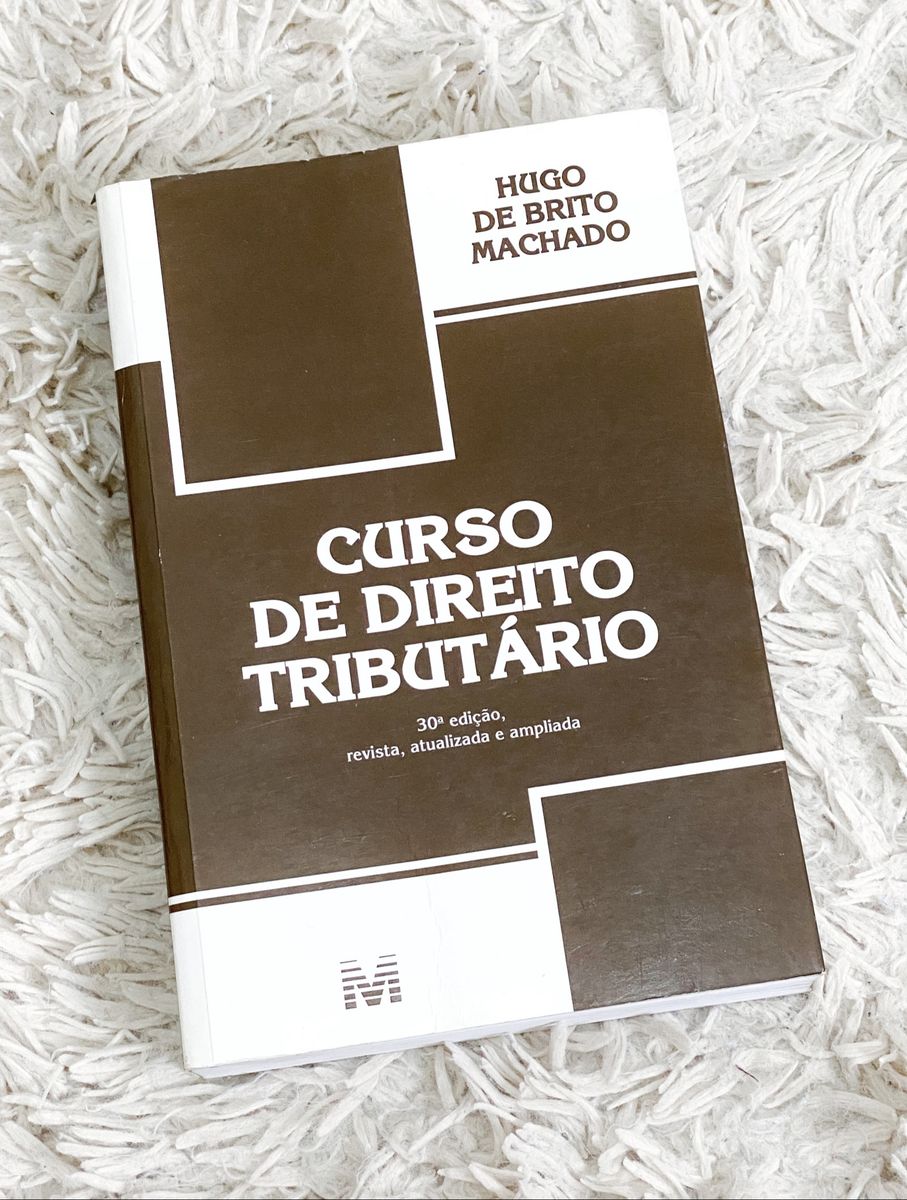 HUGO
DE BRITO
MACHADO
CURSO
DE DIREITO
TRIBUTÁRIO
30ª edição,
revista, atualizada e ampliada
M